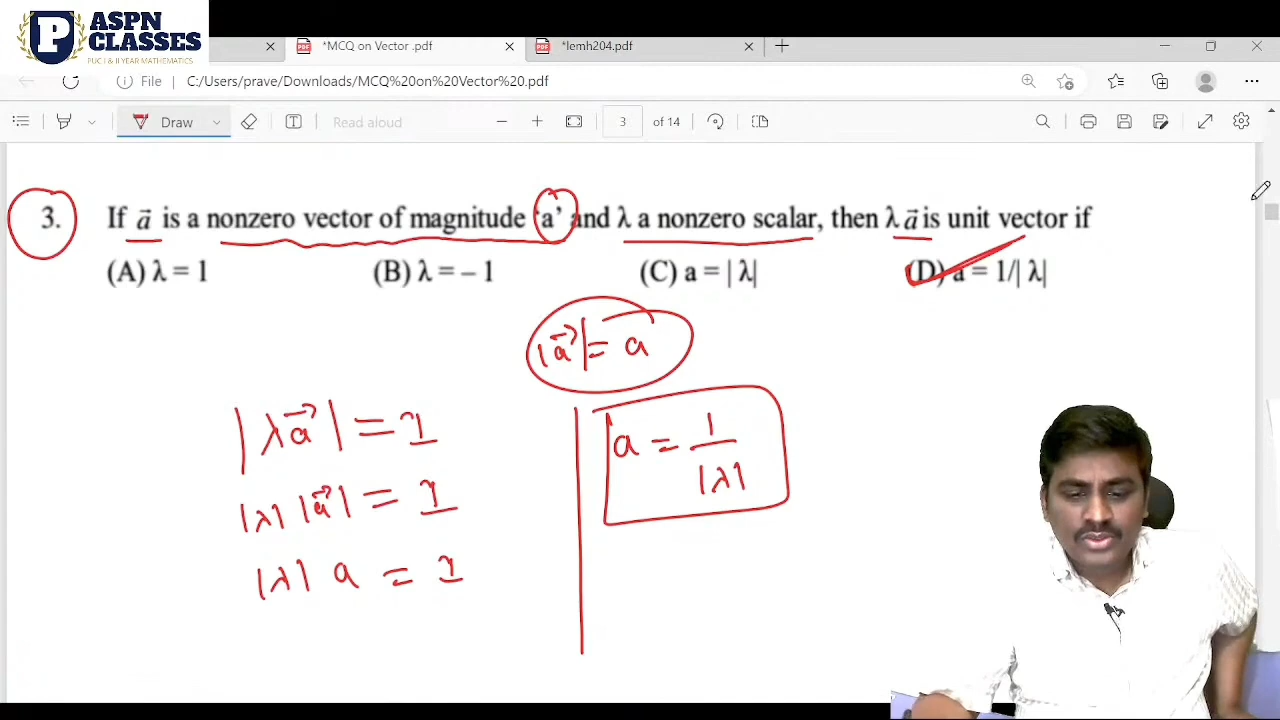 ASPN
CLASSES
PUC I & II YEAR MATHEMATICS
*MCQ on Vector .pdf
*lemh204.pdf
File C:/Users/prave/Downloads/MCQ%20on%20Vector%20.pdf
Draw Read aloud 3 of 14
3. If a⃗ is a nonzero vector of magnitude 'a' and λ a nonzero scalar, then λ a⃗ is unit vector if
(A) λ = 1 (B) λ = – 1 (C) a = | λ| (D) a = 1/| λ|
|a⃗| = a
|λa⃗| = 1
|λ| |a⃗| = 1
|λ| a = 1
a = 1/|λ|